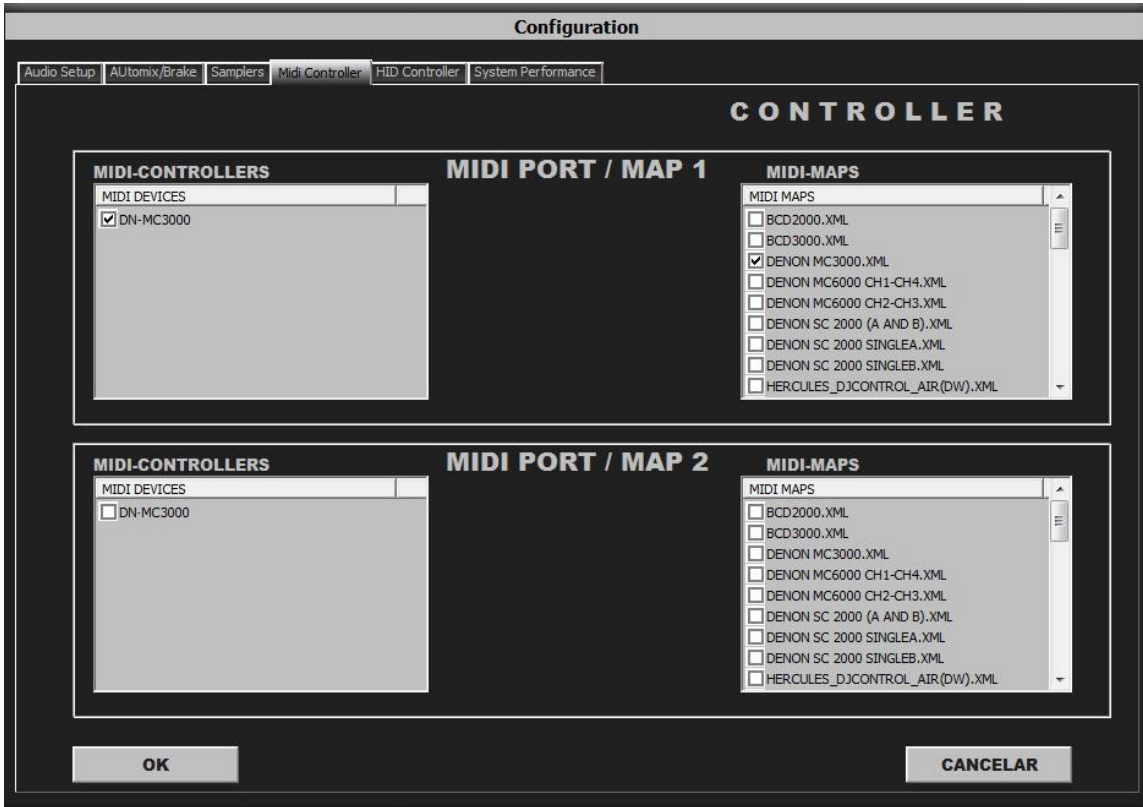 Configuration
Audio Setup AUtomix/Brake Samplers Midi Controller HID Controller System Performance
CONTROLLER
MIDI-CONTROLLERS MIDI PORT / MAP 1 MIDI-MAPS
MIDI DEVICES MIDI MAPS
DN-MC3000 BCD2000.XML
BCD3000.XML
DENON MC3000.XML
DENON MC6000 CH1-CH4.XML
DENON MC6000 CH2-CH3.XML
DENON SC 2000 (A AND B).XML
DENON SC 2000 SINGLEA.XML
DENON SC 2000 SINGLEB.XML
HERCULES_DJCONTROL_AIR(DW).XML
MIDI-CONTROLLERS MIDI PORT / MAP 2 MIDI-MAPS
MIDI DEVICES MIDI MAPS
DN-MC3000 BCD2000.XML
BCD3000.XML
DENON MC3000.XML
DENON MC6000 CH1-CH4.XML
DENON MC6000 CH2-CH3.XML
DENON SC 2000 (A AND B).XML
DENON SC 2000 SINGLEA.XML
DENON SC 2000 SINGLEB.XML
HERCULES_DJCONTROL_AIR(DW).XML
OK CANCELAR